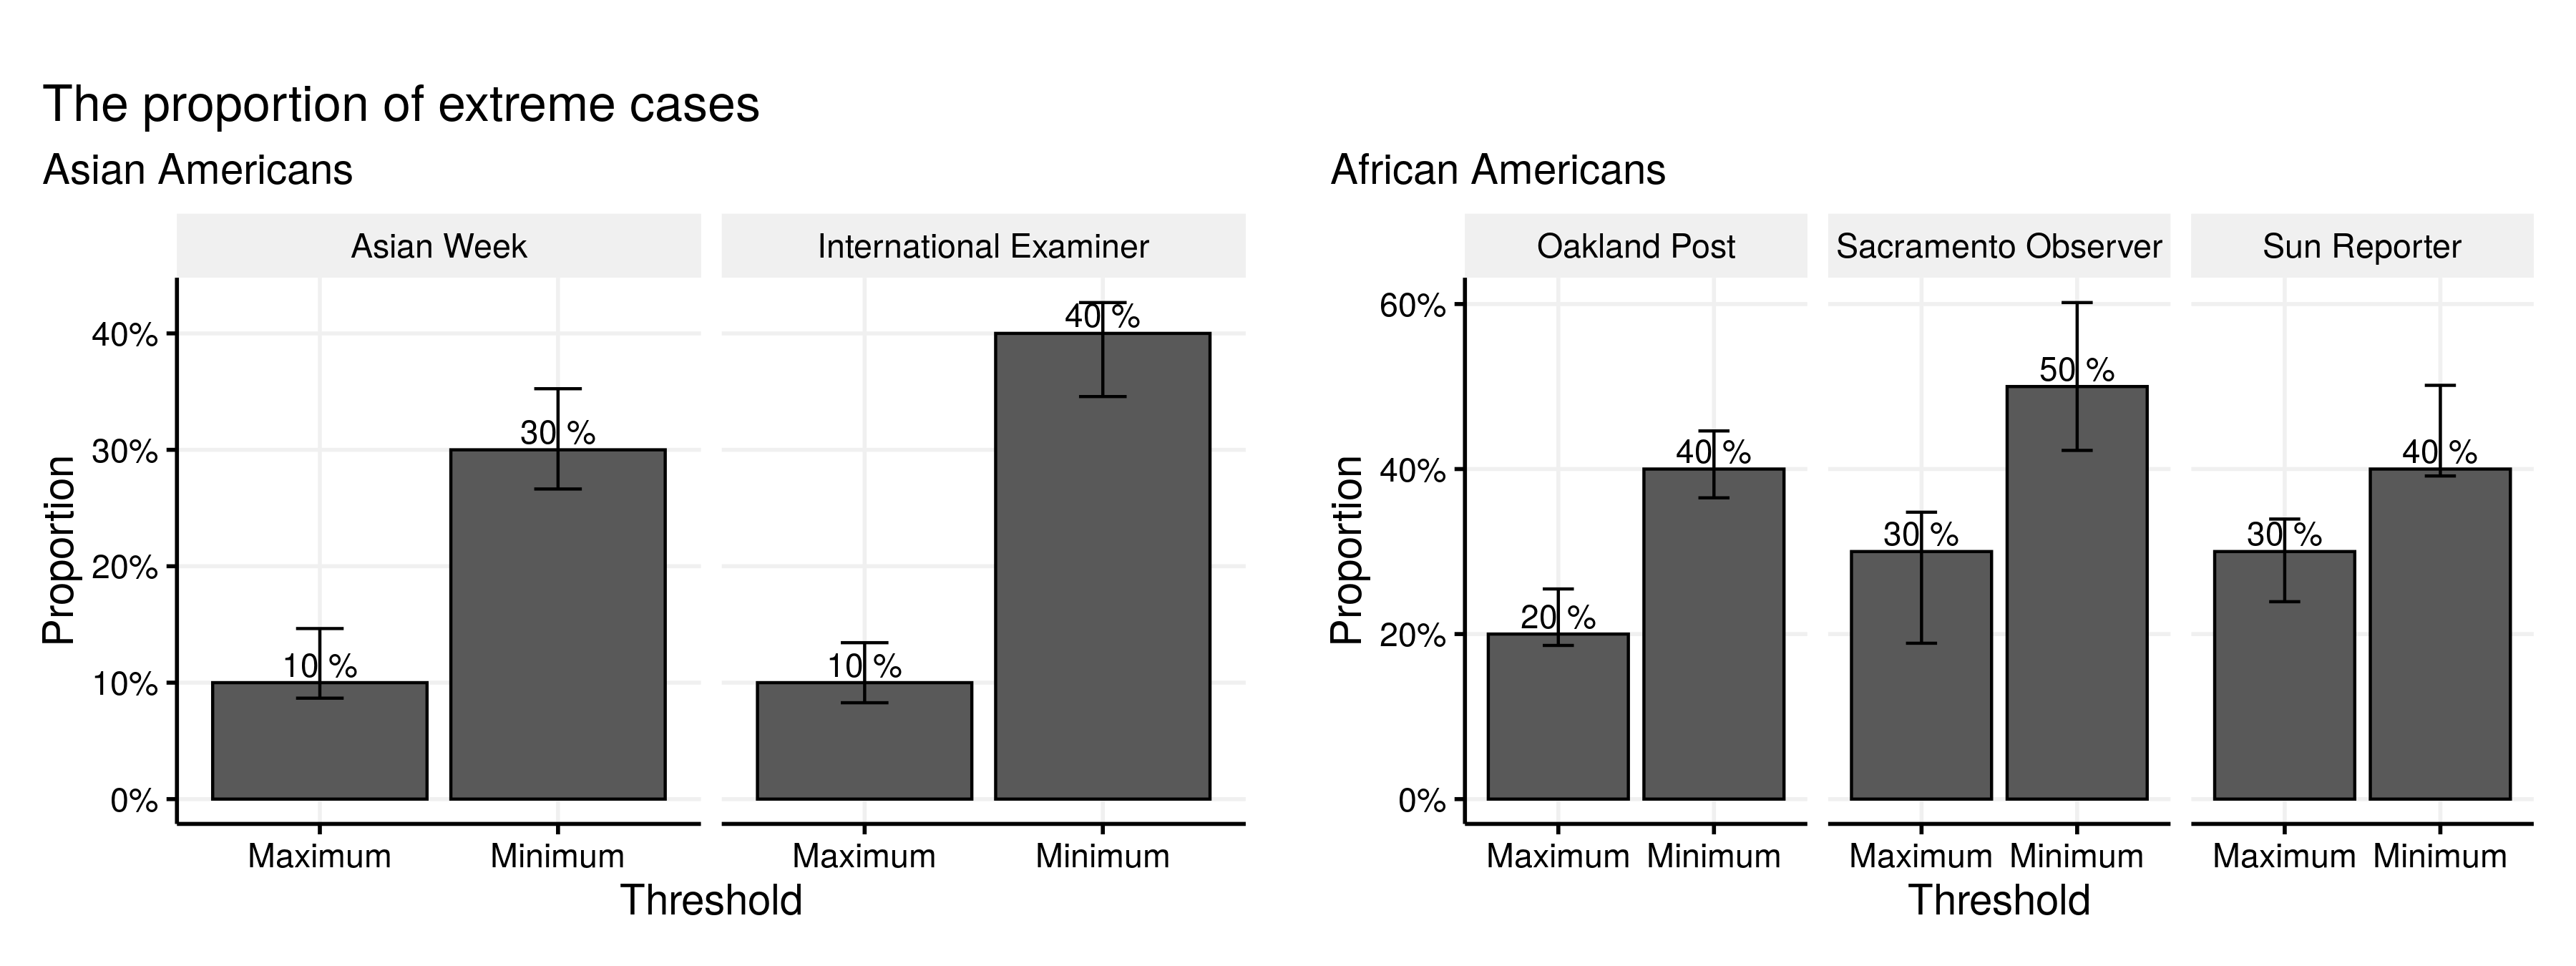 The proportion of extreme cases
Asian Americans
Asian Week
International Examiner
Proportion
40%
30%
20%
10%
0%
10 %
30 %
10 %
40 %
Maximum
Minimum
Maximum
Minimum
Threshold
African Americans
Oakland Post
Sacramento Observer
Sun Reporter
Proportion
60%
40%
20%
0%
20 %
40 %
30 %
50 %
30 %
40 %
Maximum
Minimum
Maximum
Minimum
Maximum
Minimum
Threshold